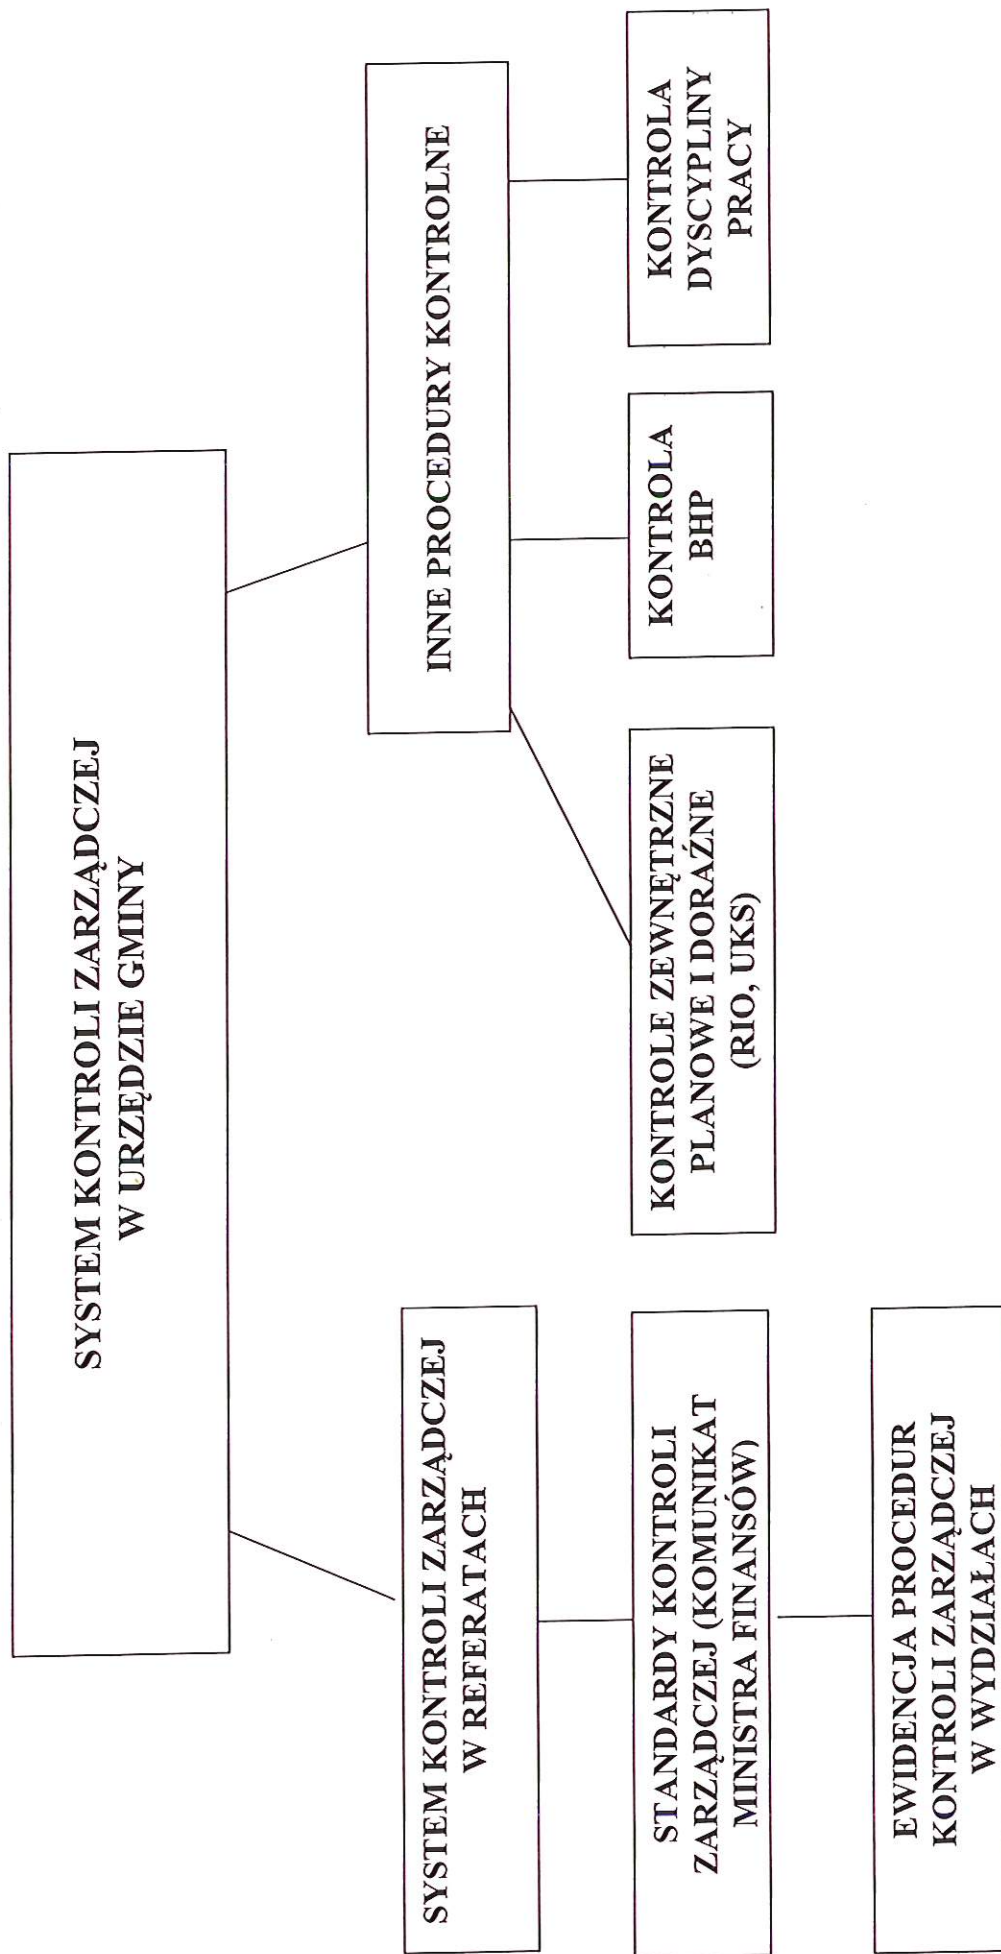 SYSTEM KONTROLI ZARZĄDCZEJ
W URZĘDZIE GMINY
SYSTEM KONTROLI ZARZĄDCZEJ
W REFERATACH
INNE PROCEDURY KONTROLNE
STANDARDY KONTROLI
ZARZĄDCZEJ (KOMUNIKAT
MINISTRA FINANSÓW)
KONTROLE ZEWNĘTRZNE
PLANOWE I DORAŹNE
(RIO, UKS)
KONTROLA
BHP
KONTROLA
DYSCYPLINY
PRACY
EWIDENCJA PROCEDUR
KONTROLI ZARZĄDCZEJ
W WYDZIAŁACH